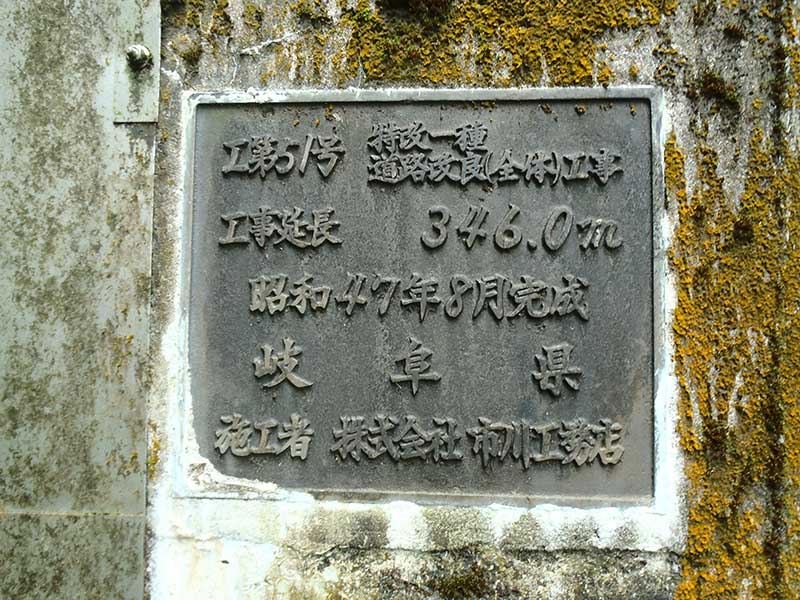 工第51号 特改一種
道路改良(全体)工事
工事延長 346.0m
昭和47年8月完成
岐阜県
施工者 株式会社市川工務店